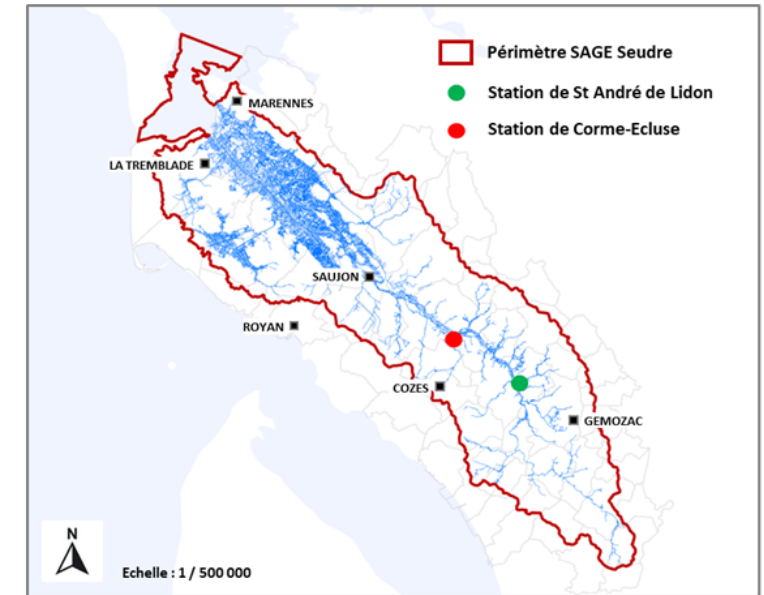 Périmètre SAGE Seudre
Station de St André de Lidon
Station de Corme-Ecluse
MARENNES
LA TREMBLADE
SAUJON
ROYAN
COZES
GEMOZAC
N
Echelle : 1 / 500 000